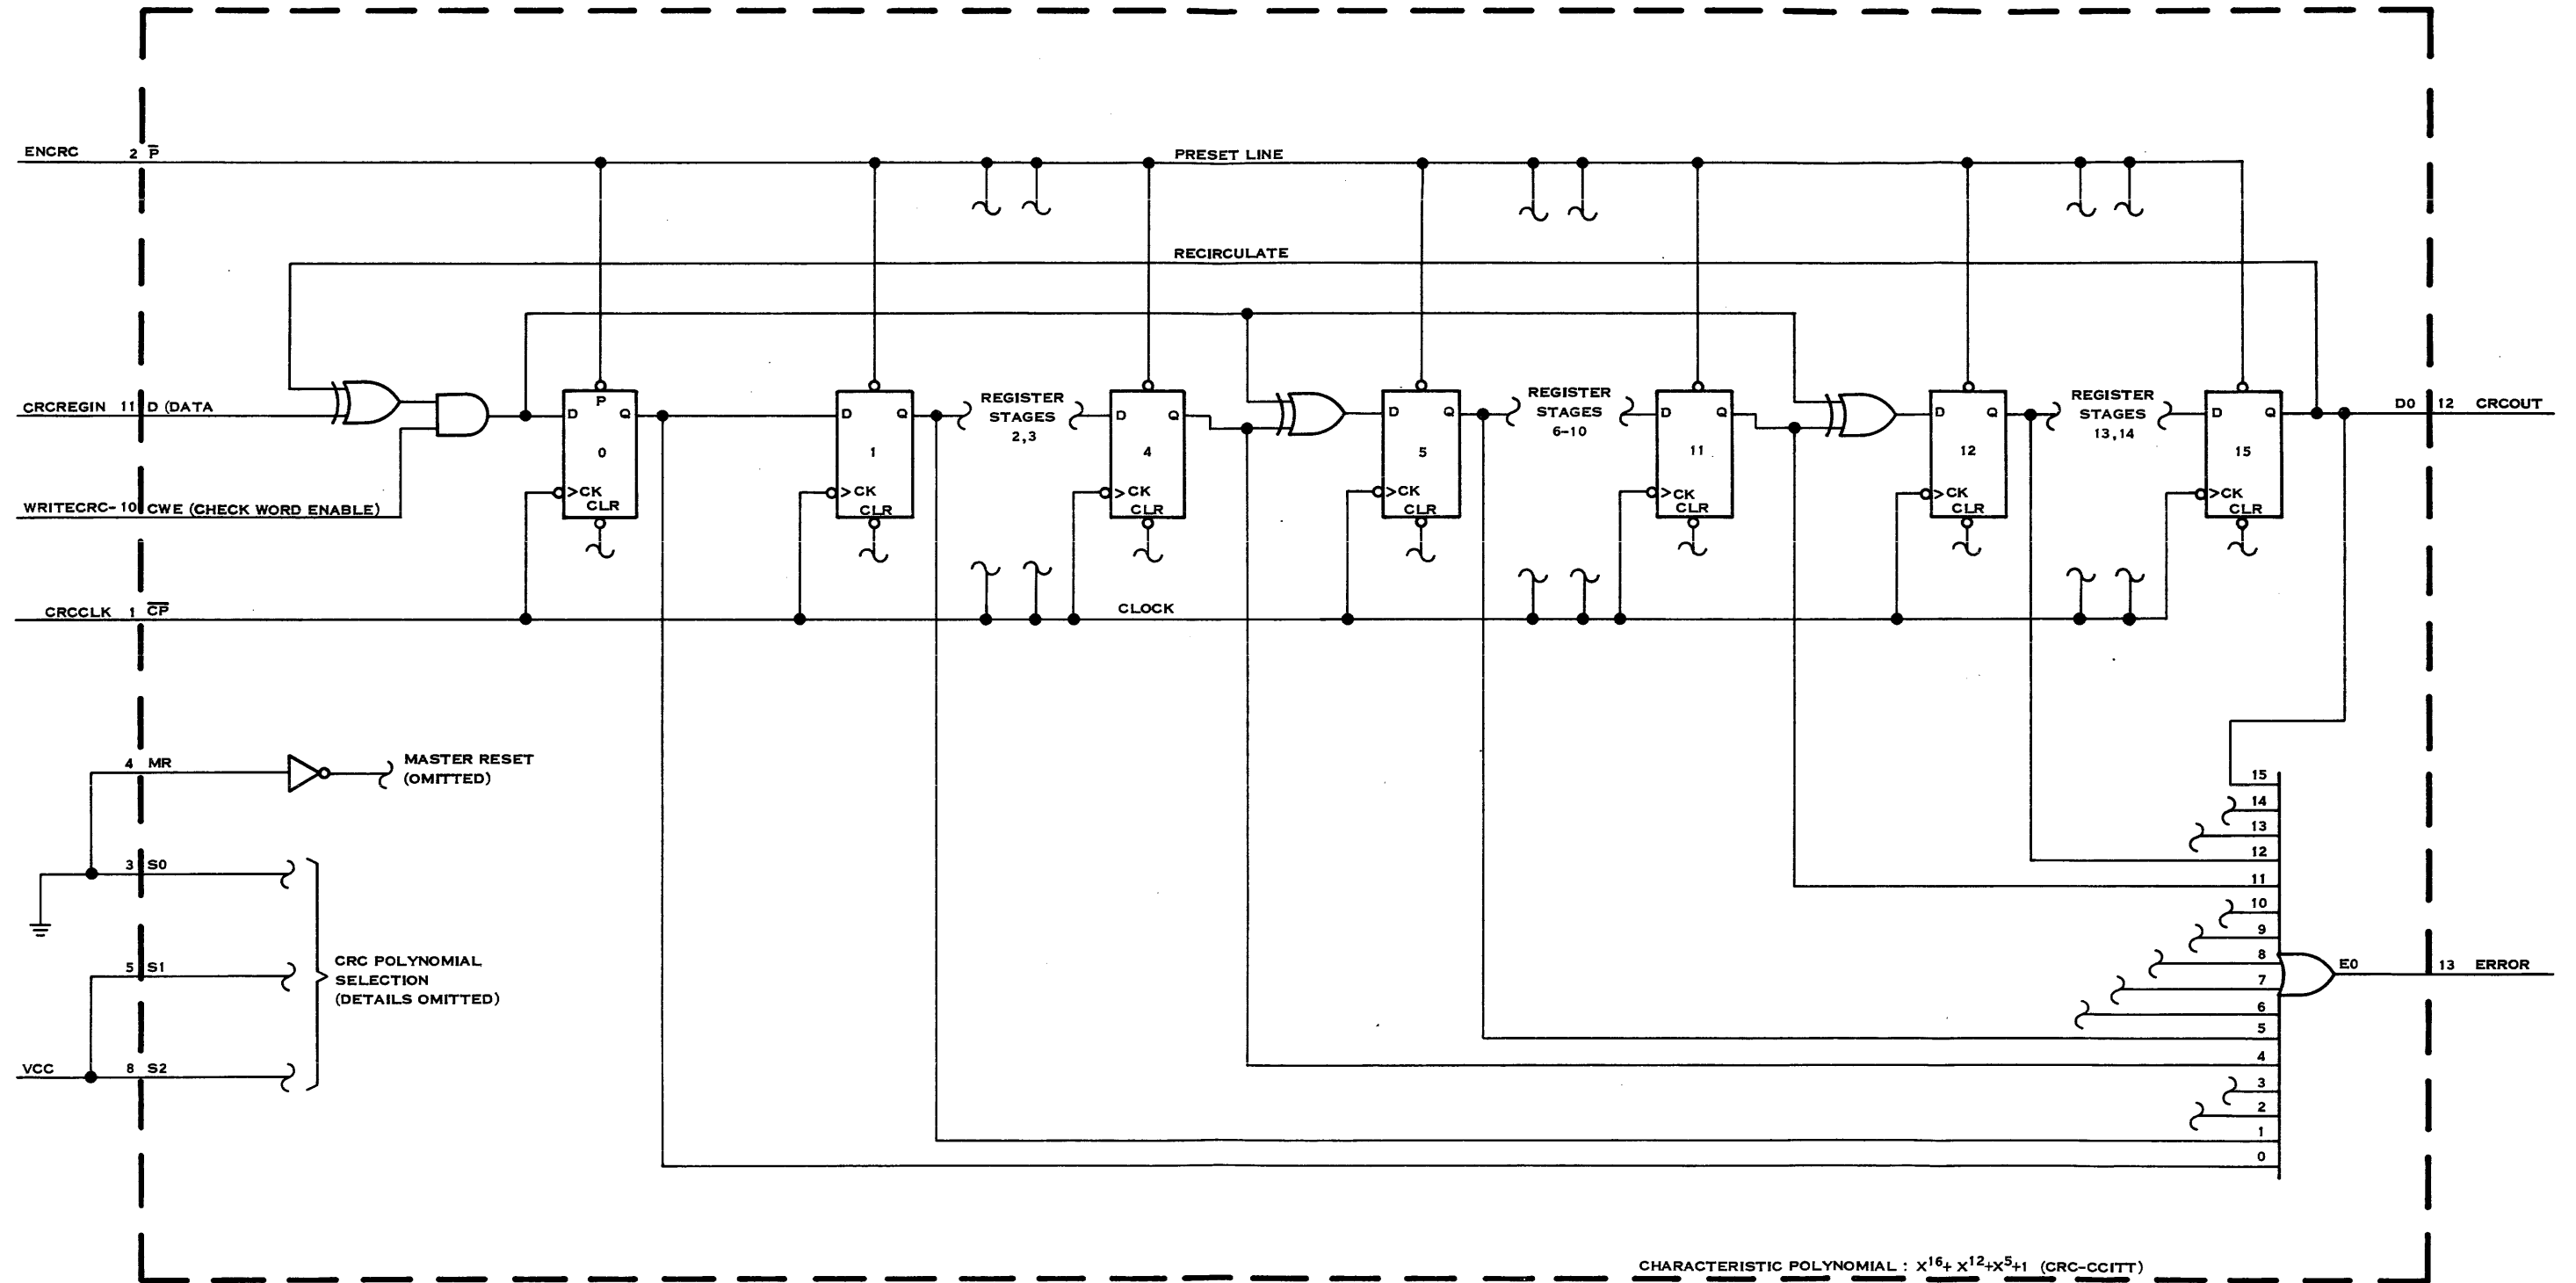 ENCRC 2 P̅
PRESET LINE
RECIRCULATE
CRCREGIN 11 D (DATA
WRITECRC- 10 CWE (CHECK WORD ENABLE)
CRCCLK 1 C̅P̅
CLOCK
P
D Q
0
>CK
CLR
D Q
1
>CK
CLR
REGISTER
STAGES
2,3
D Q
4
>CK
CLR
D Q
5
>CK
CLR
REGISTER
STAGES
6-10
D Q
11
>CK
CLR
D Q
12
>CK
CLR
REGISTER
STAGES
13,14
D Q
15
>CK
CLR
D0 12 CRCOUT
4 MR
MASTER RESET
(OMITTED)
3 S0
5 S1
VCC 8 S2
CRC POLYNOMIAL
SELECTION
(DETAILS OMITTED)
15
14
13
12
11
10
9
8
7
6
5
4
3
2
1
0
E0 13 ERROR
CHARACTERISTIC POLYNOMIAL : X¹⁶+ X¹²+X⁵+1 (CRC-CCITT)